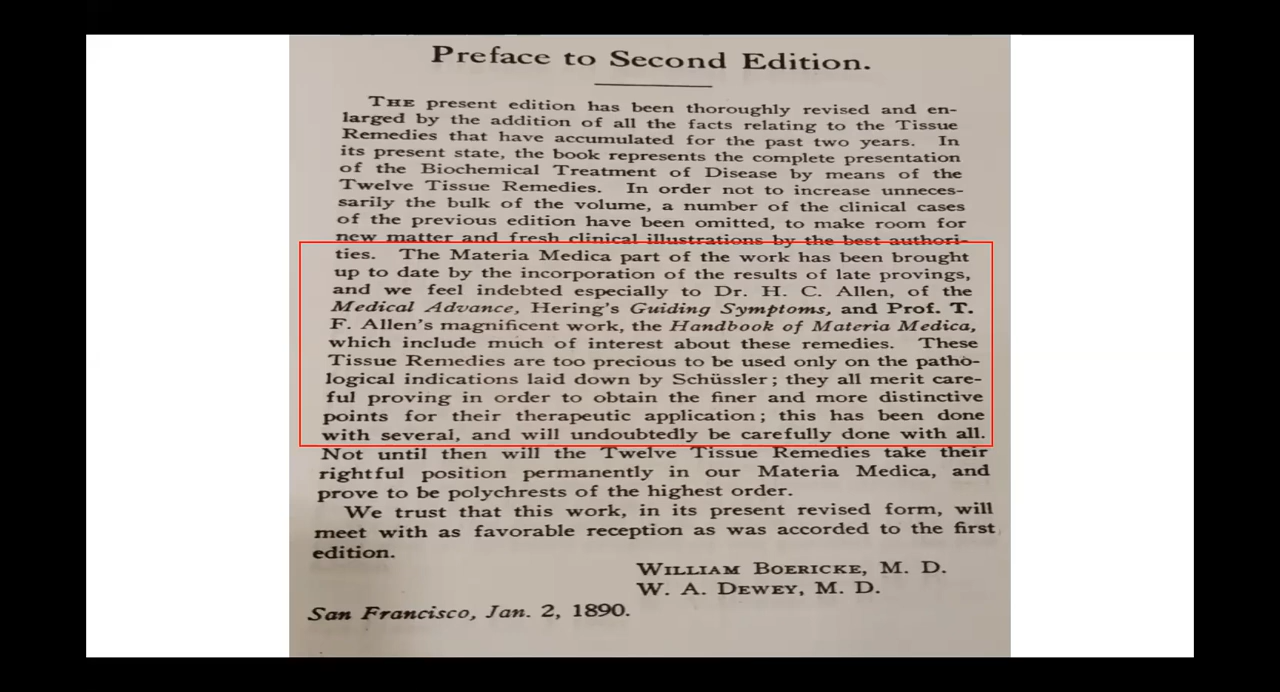 Preface to Second Edition.
THE present edition has been thoroughly revised and en-
larged by the addition of all the facts relating to the Tissue
Remedies that have accumulated for the past two years. In
its present state, the book represents the complete presentation
of the Biochemical Treatment of Disease by means of the
Twelve Tissue Remedies. In order not to increase unneces-
sarily the bulk of the volume, a number of the clinical cases
of the previous edition have been omitted, to make room for
new matter and fresh clinical illustrations by the best authori-
ties. The Materia Medica part of the work has been brought
up to date by the incorporation of the results of late provings,
and we feel indebted especially to Dr. H. C. Allen, of the
Medical Advance, Hering's Guiding Symptoms, and Prof. T.
F. Allen's magnificent work, the Handbook of Materia Medica,
which include much of interest about these remedies. These
Tissue Remedies are too precious to be used only on the patho-
logical indications laid down by Schüssler; they all merit care-
ful proving in order to obtain the finer and more distinctive
points for their therapeutic application; this has been done
with several, and will undoubtedly be carefully done with all.
Not until then will the Twelve Tissue Remedies take their
rightful position permanently in our Materia Medica, and
prove to be polychrests of the highest order.
We trust that this work, in its present revised form, will
meet with as favorable reception as was accorded to the first
edition.
WILLIAM BOERICKE, M. D.
W. A. DEWEY, M. D.
San Francisco, Jan. 2, 1890.